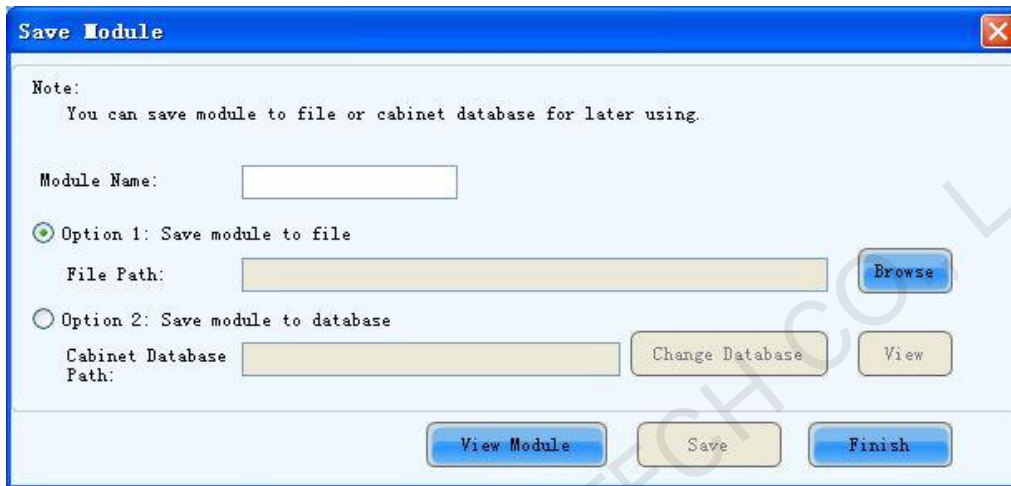 Save Module
Note:
You can save module to file or cabinet database for later using.
Module Name:
Option 1: Save module to file
File Path:
Browse
Option 2: Save module to database
Cabinet Database
Path:
Change Database
View
View Module
Save
Finish
TECH CO., L